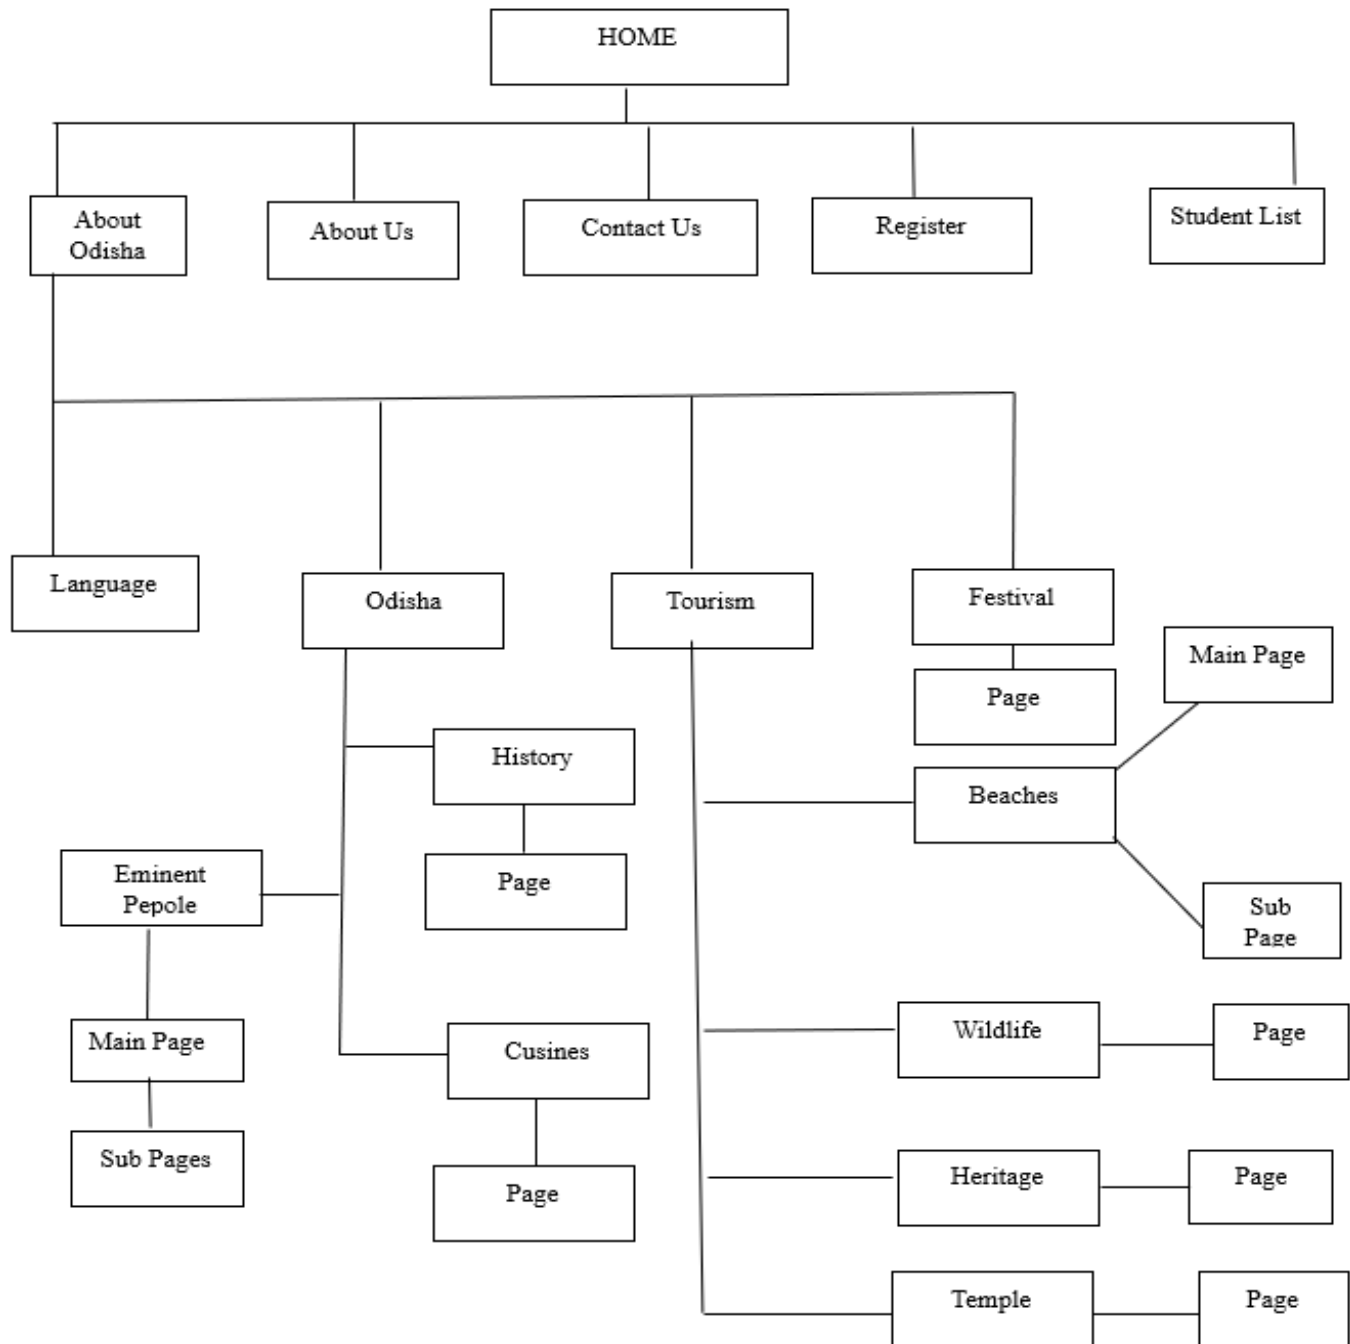 HOME
About
Odisha
About Us
Contact Us
Register
Student List
Language
Odisha
Tourism
Festival
Main Page
Page
History
Beaches
Eminent
Pepole
Page
Sub
Page
Main Page
Cusines
Wildlife
Page
Sub Pages
Page
Heritage
Page
Temple
Page